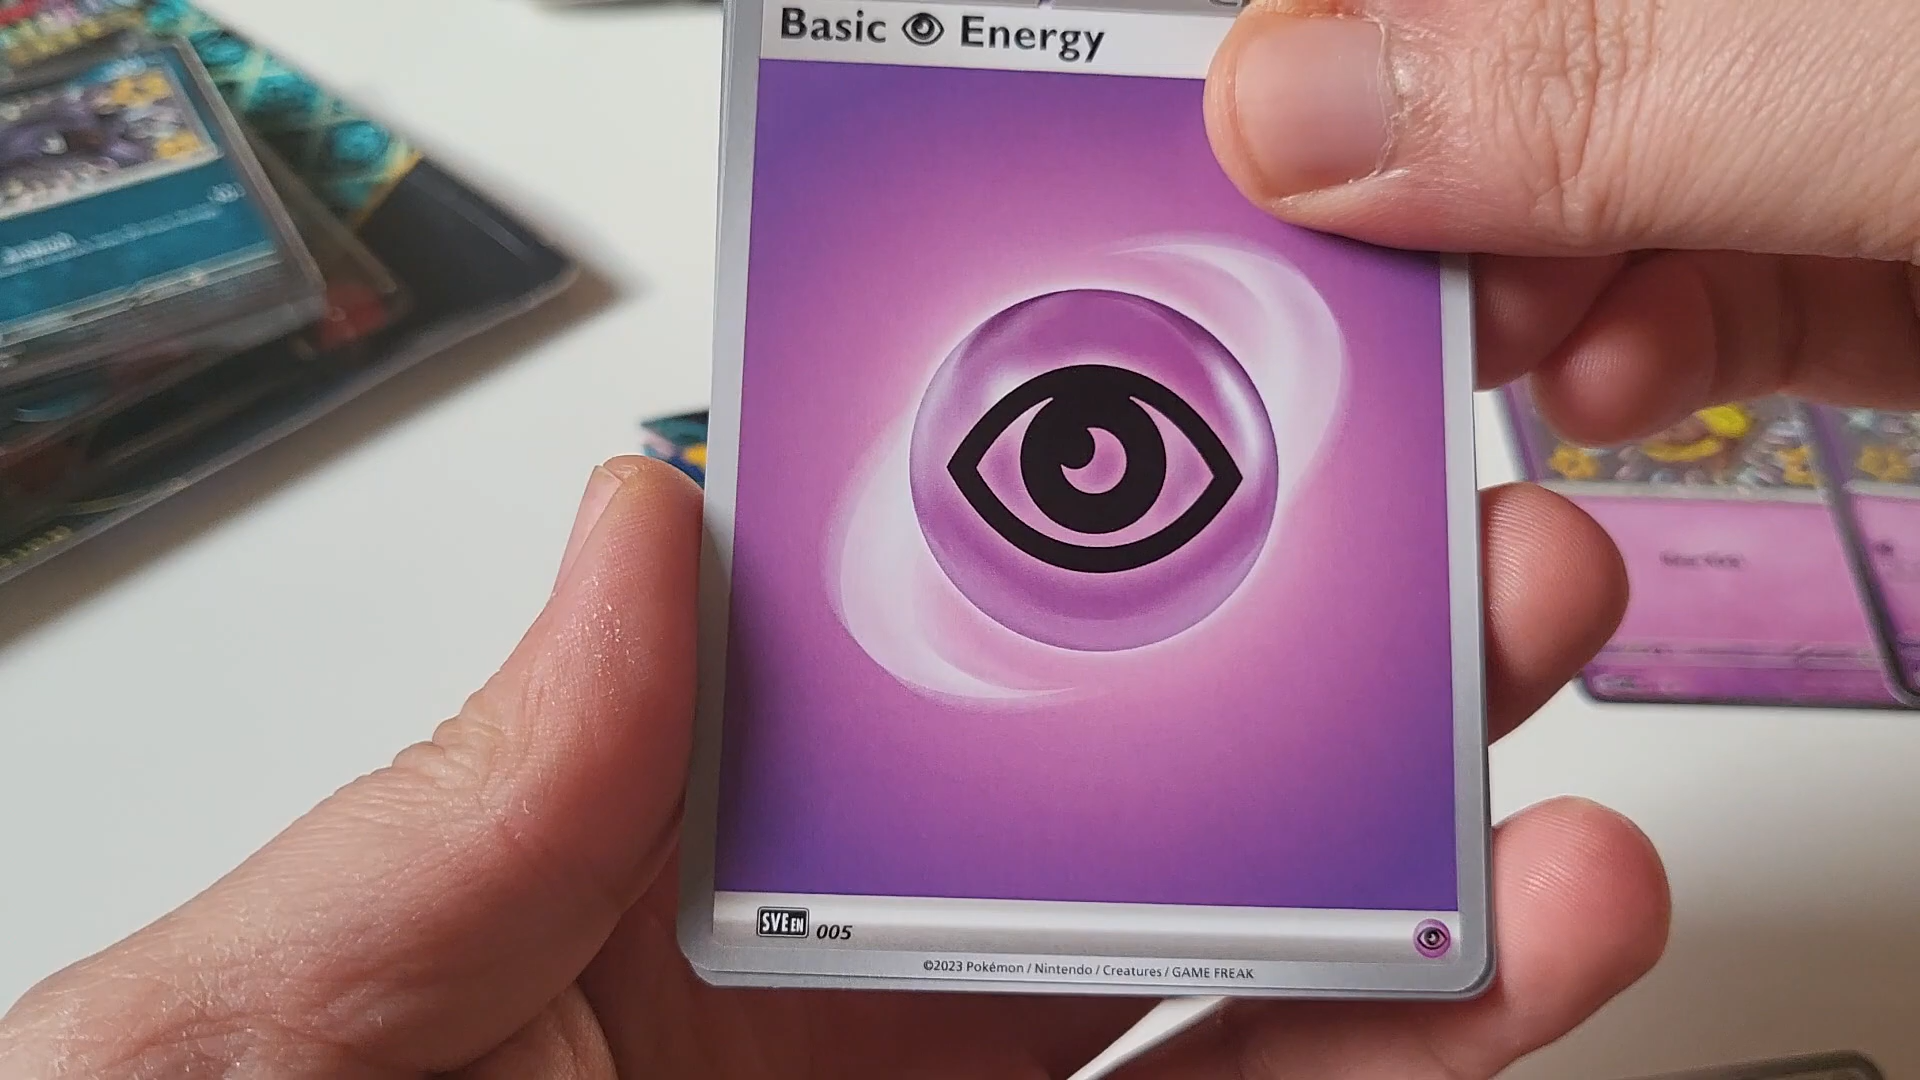 Basic Energy
SVE EN 005
©2023 Pokémon / Nintendo / Creatures / GAME FREAK